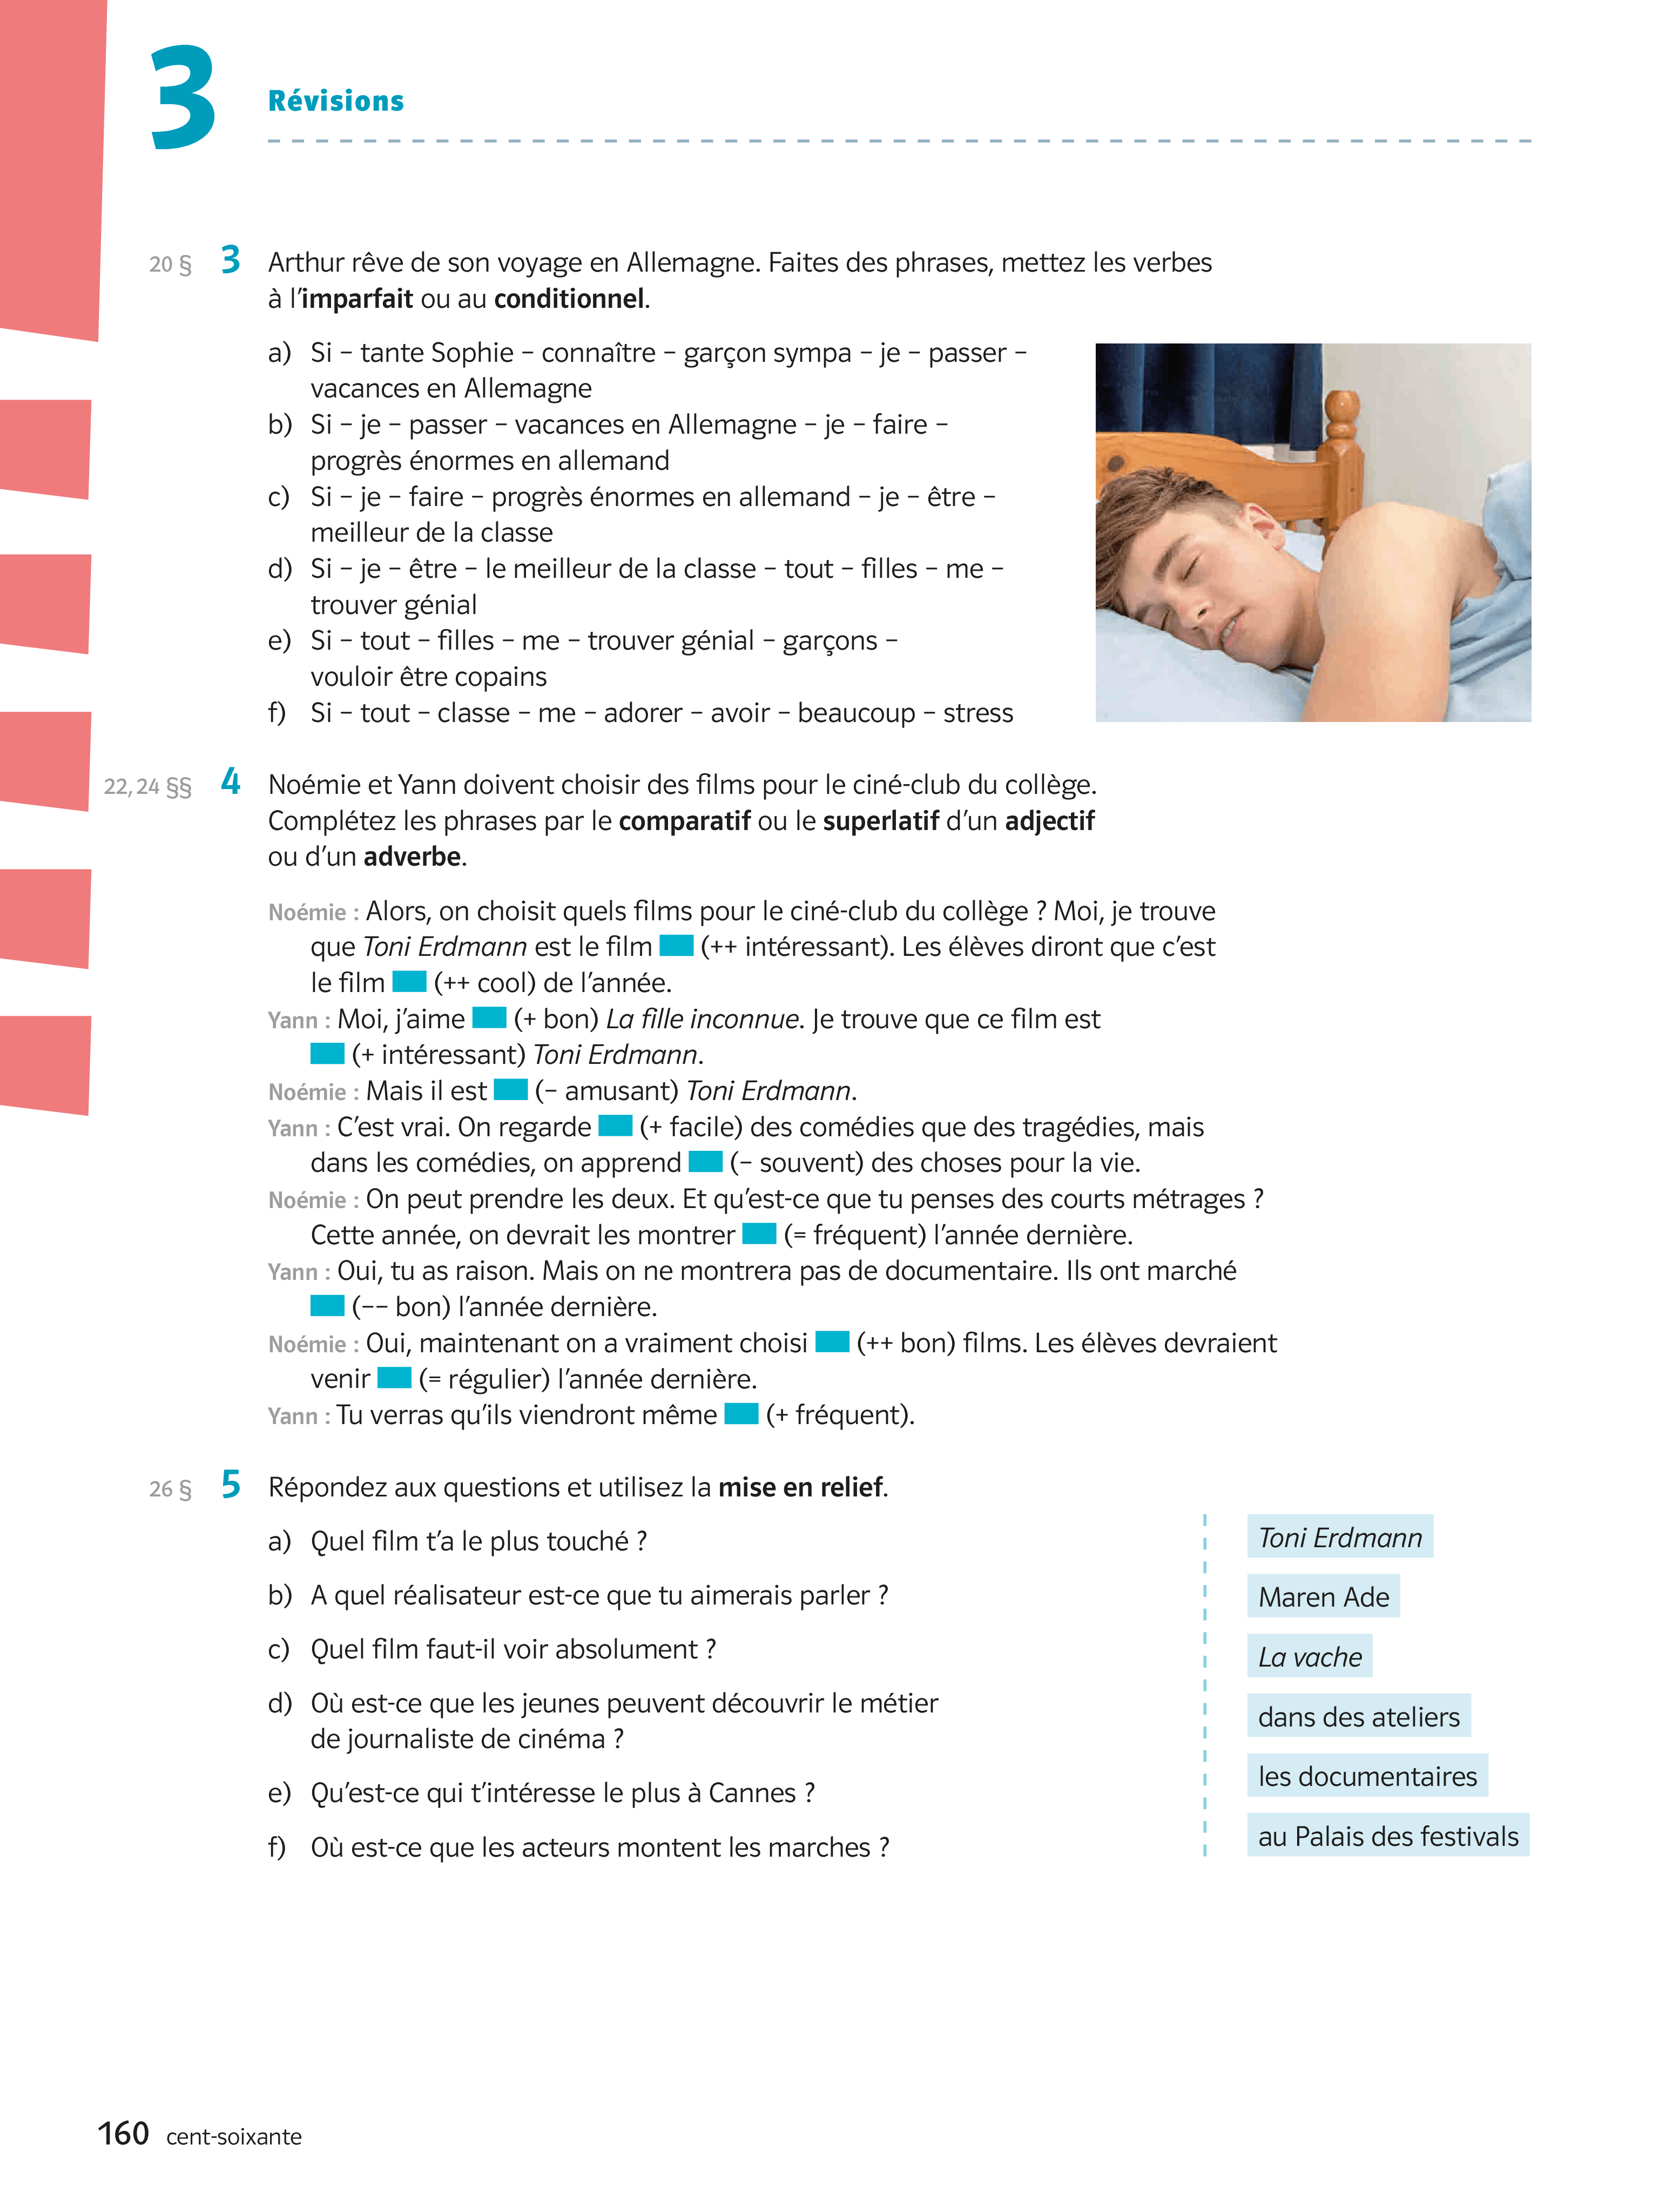 3
Révisions
20 § 3 Arthur rêve de son voyage en Allemagne. Faites des phrases, mettez les verbes
à l’imparfait ou au conditionnel.
a) Si – tante Sophie – connaître – garçon sympa – je – passer –
vacances en Allemagne
b) Si – je – passer – vacances en Allemagne – je – faire –
progrès énormes en allemand
c) Si – je – faire – progrès énormes en allemand – je – être –
meilleur de la classe
d) Si – je – être – le meilleur de la classe – tout – filles – me –
trouver génial
e) Si – tout – filles – me – trouver génial – garçons –
vouloir être copains
f) Si – tout – classe – me – adorer – avoir – beaucoup – stress
22, 24 §§ 4 Noémie et Yann doivent choisir des films pour le ciné-club du collège.
Complétez les phrases par le comparatif ou le superlatif d’un adjectif
ou d’un adverbe.
Noémie : Alors, on choisit quels films pour le ciné-club du collège ? Moi, je trouve
que Toni Erdmann est le film (++ intéressant). Les élèves diront que c’est
le film (++ cool) de l’année.
Yann : Moi, j’aime (+ bon) La fille inconnue. Je trouve que ce film est
(+ intéressant) Toni Erdmann.
Noémie : Mais il est (– amusant) Toni Erdmann.
Yann : C’est vrai. On regarde (+ facile) des comédies que des tragédies, mais
dans les comédies, on apprend (– souvent) des choses pour la vie.
Noémie : On peut prendre les deux. Et qu’est-ce que tu penses des courts métrages ?
Cette année, on devrait les montrer (= fréquent) l’année dernière.
Yann : Oui, tu as raison. Mais on ne montrera pas de documentaire. Ils ont marché
(–– bon) l’année dernière.
Noémie : Oui, maintenant on a vraiment choisi (++ bon) films. Les élèves devraient
venir (= régulier) l’année dernière.
Yann : Tu verras qu’ils viendront même (+ fréquent).
26 § 5 Répondez aux questions et utilisez la mise en relief.
a) Quel film t’a le plus touché ?
b) A quel réalisateur est-ce que tu aimerais parler ?
c) Quel film faut-il voir absolument ?
d) Où est-ce que les jeunes peuvent découvrir le métier
de journaliste de cinéma ?
e) Qu’est-ce qui t’intéresse le plus à Cannes ?
f) Où est-ce que les acteurs montent les marches ?
Toni Erdmann
Maren Ade
La vache
dans des ateliers
les documentaires
au Palais des festivals
160 cent-soixante